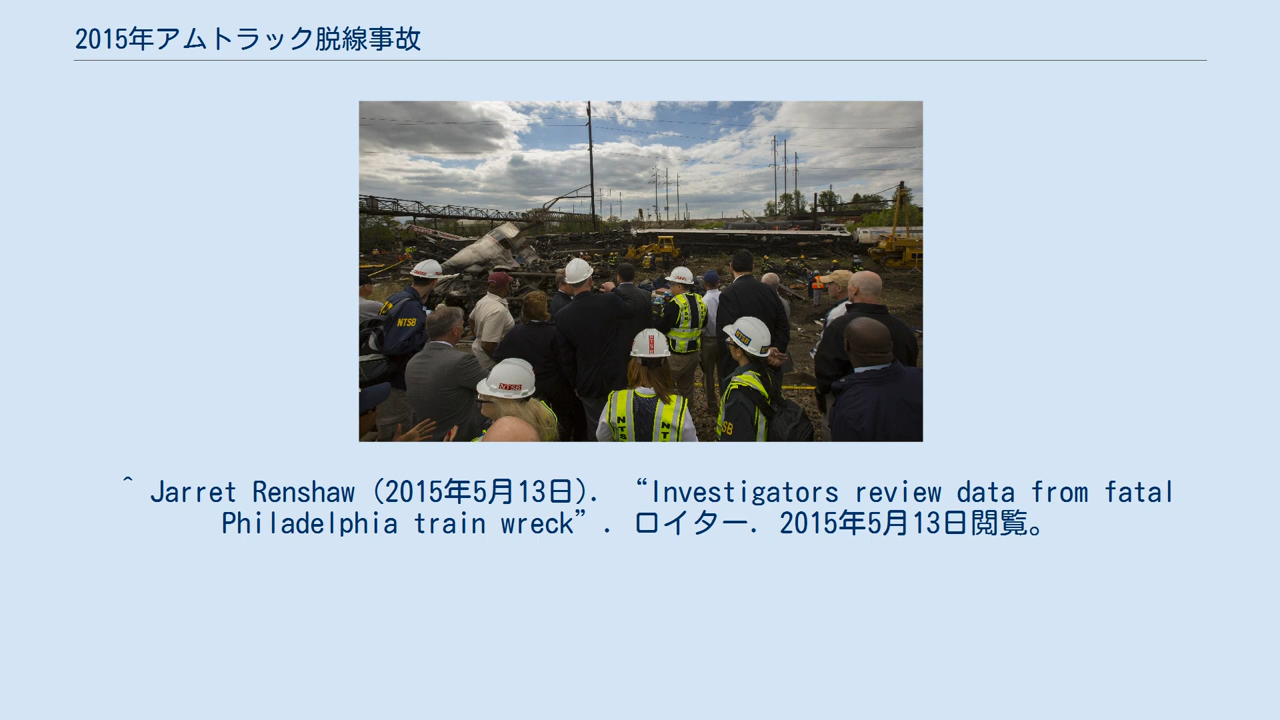 2015年アムトラック脱線事故
NTSB
NTSB
^ Jarret Renshaw (2015年5月13日). “Investigators review data from fatal
Philadelphia train wreck”. ロイター. 2015年5月13日閲覧。